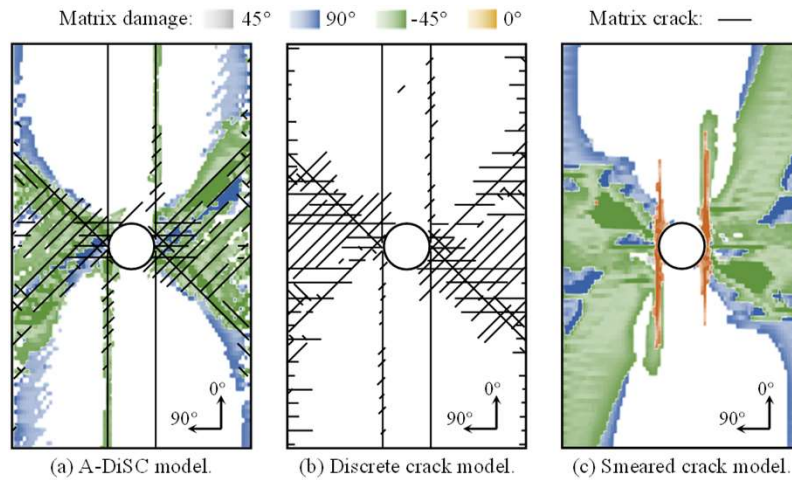 Matrix damage: 45° 90° -45° 0° Matrix crack:
0° 0° 0°
90° 90° 90°
(a) A-DiSC model. (b) Discrete crack model. (c) Smeared crack model.